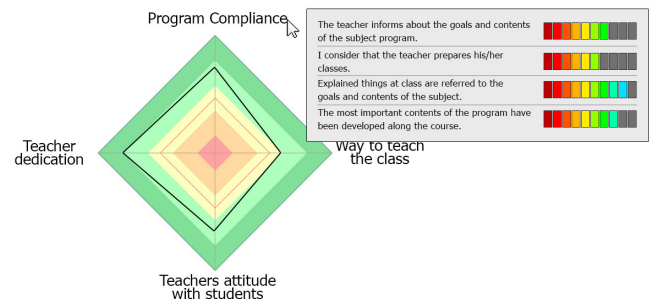 Program Compliance
The teacher informs about the goals and contents
of the subject program.
I consider that the teacher prepares his/her
classes.
Explained things at class are referred to the
goals and contents of the subject.
The most important contents of the program have
been developed along the course.
Teacher
dedication
Way to teach
the class
Teachers attitude
with students